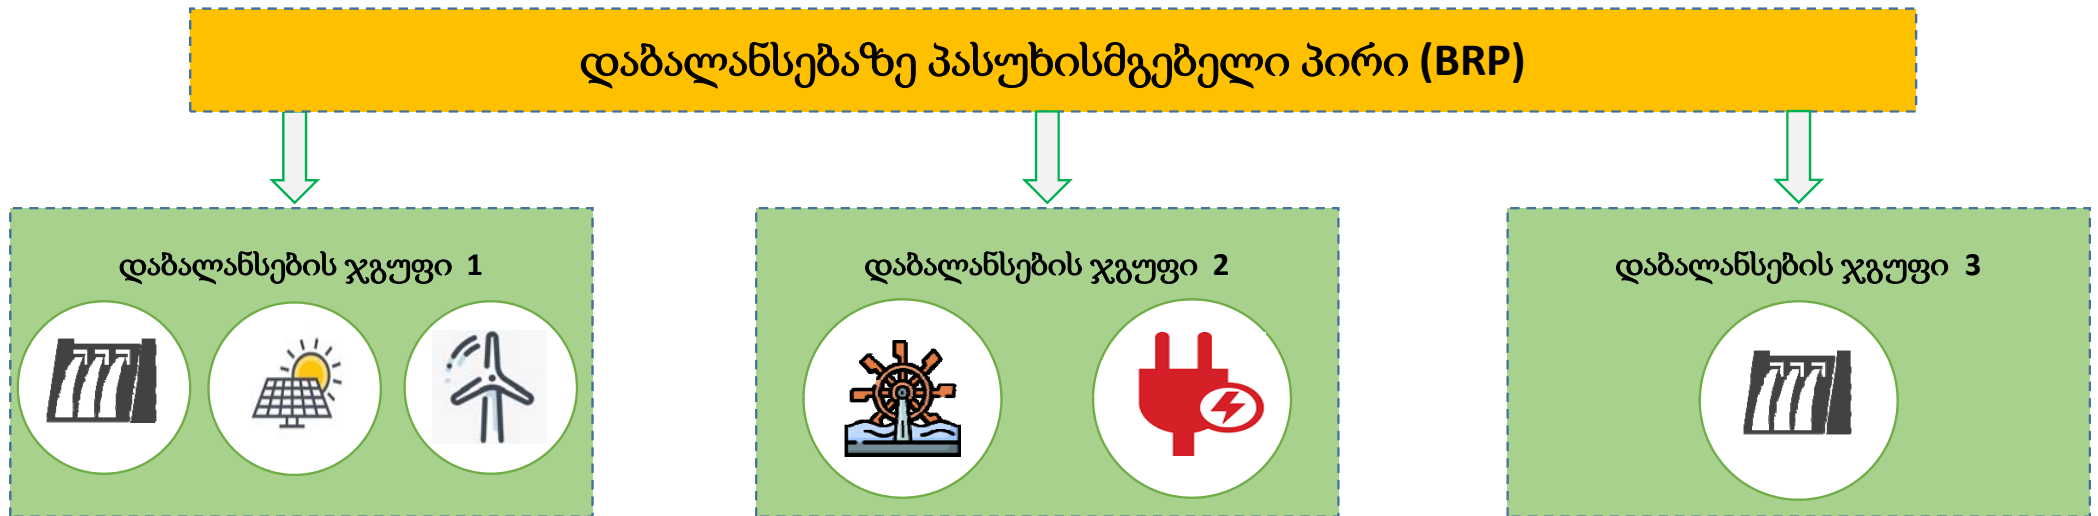 დაბალანსებაზე პასუხისმგებელი პირი (BRP)
დაბალანსების ჯგუფი 1
დაბალანსების ჯგუფი 2
დაბალანსების ჯგუფი 3